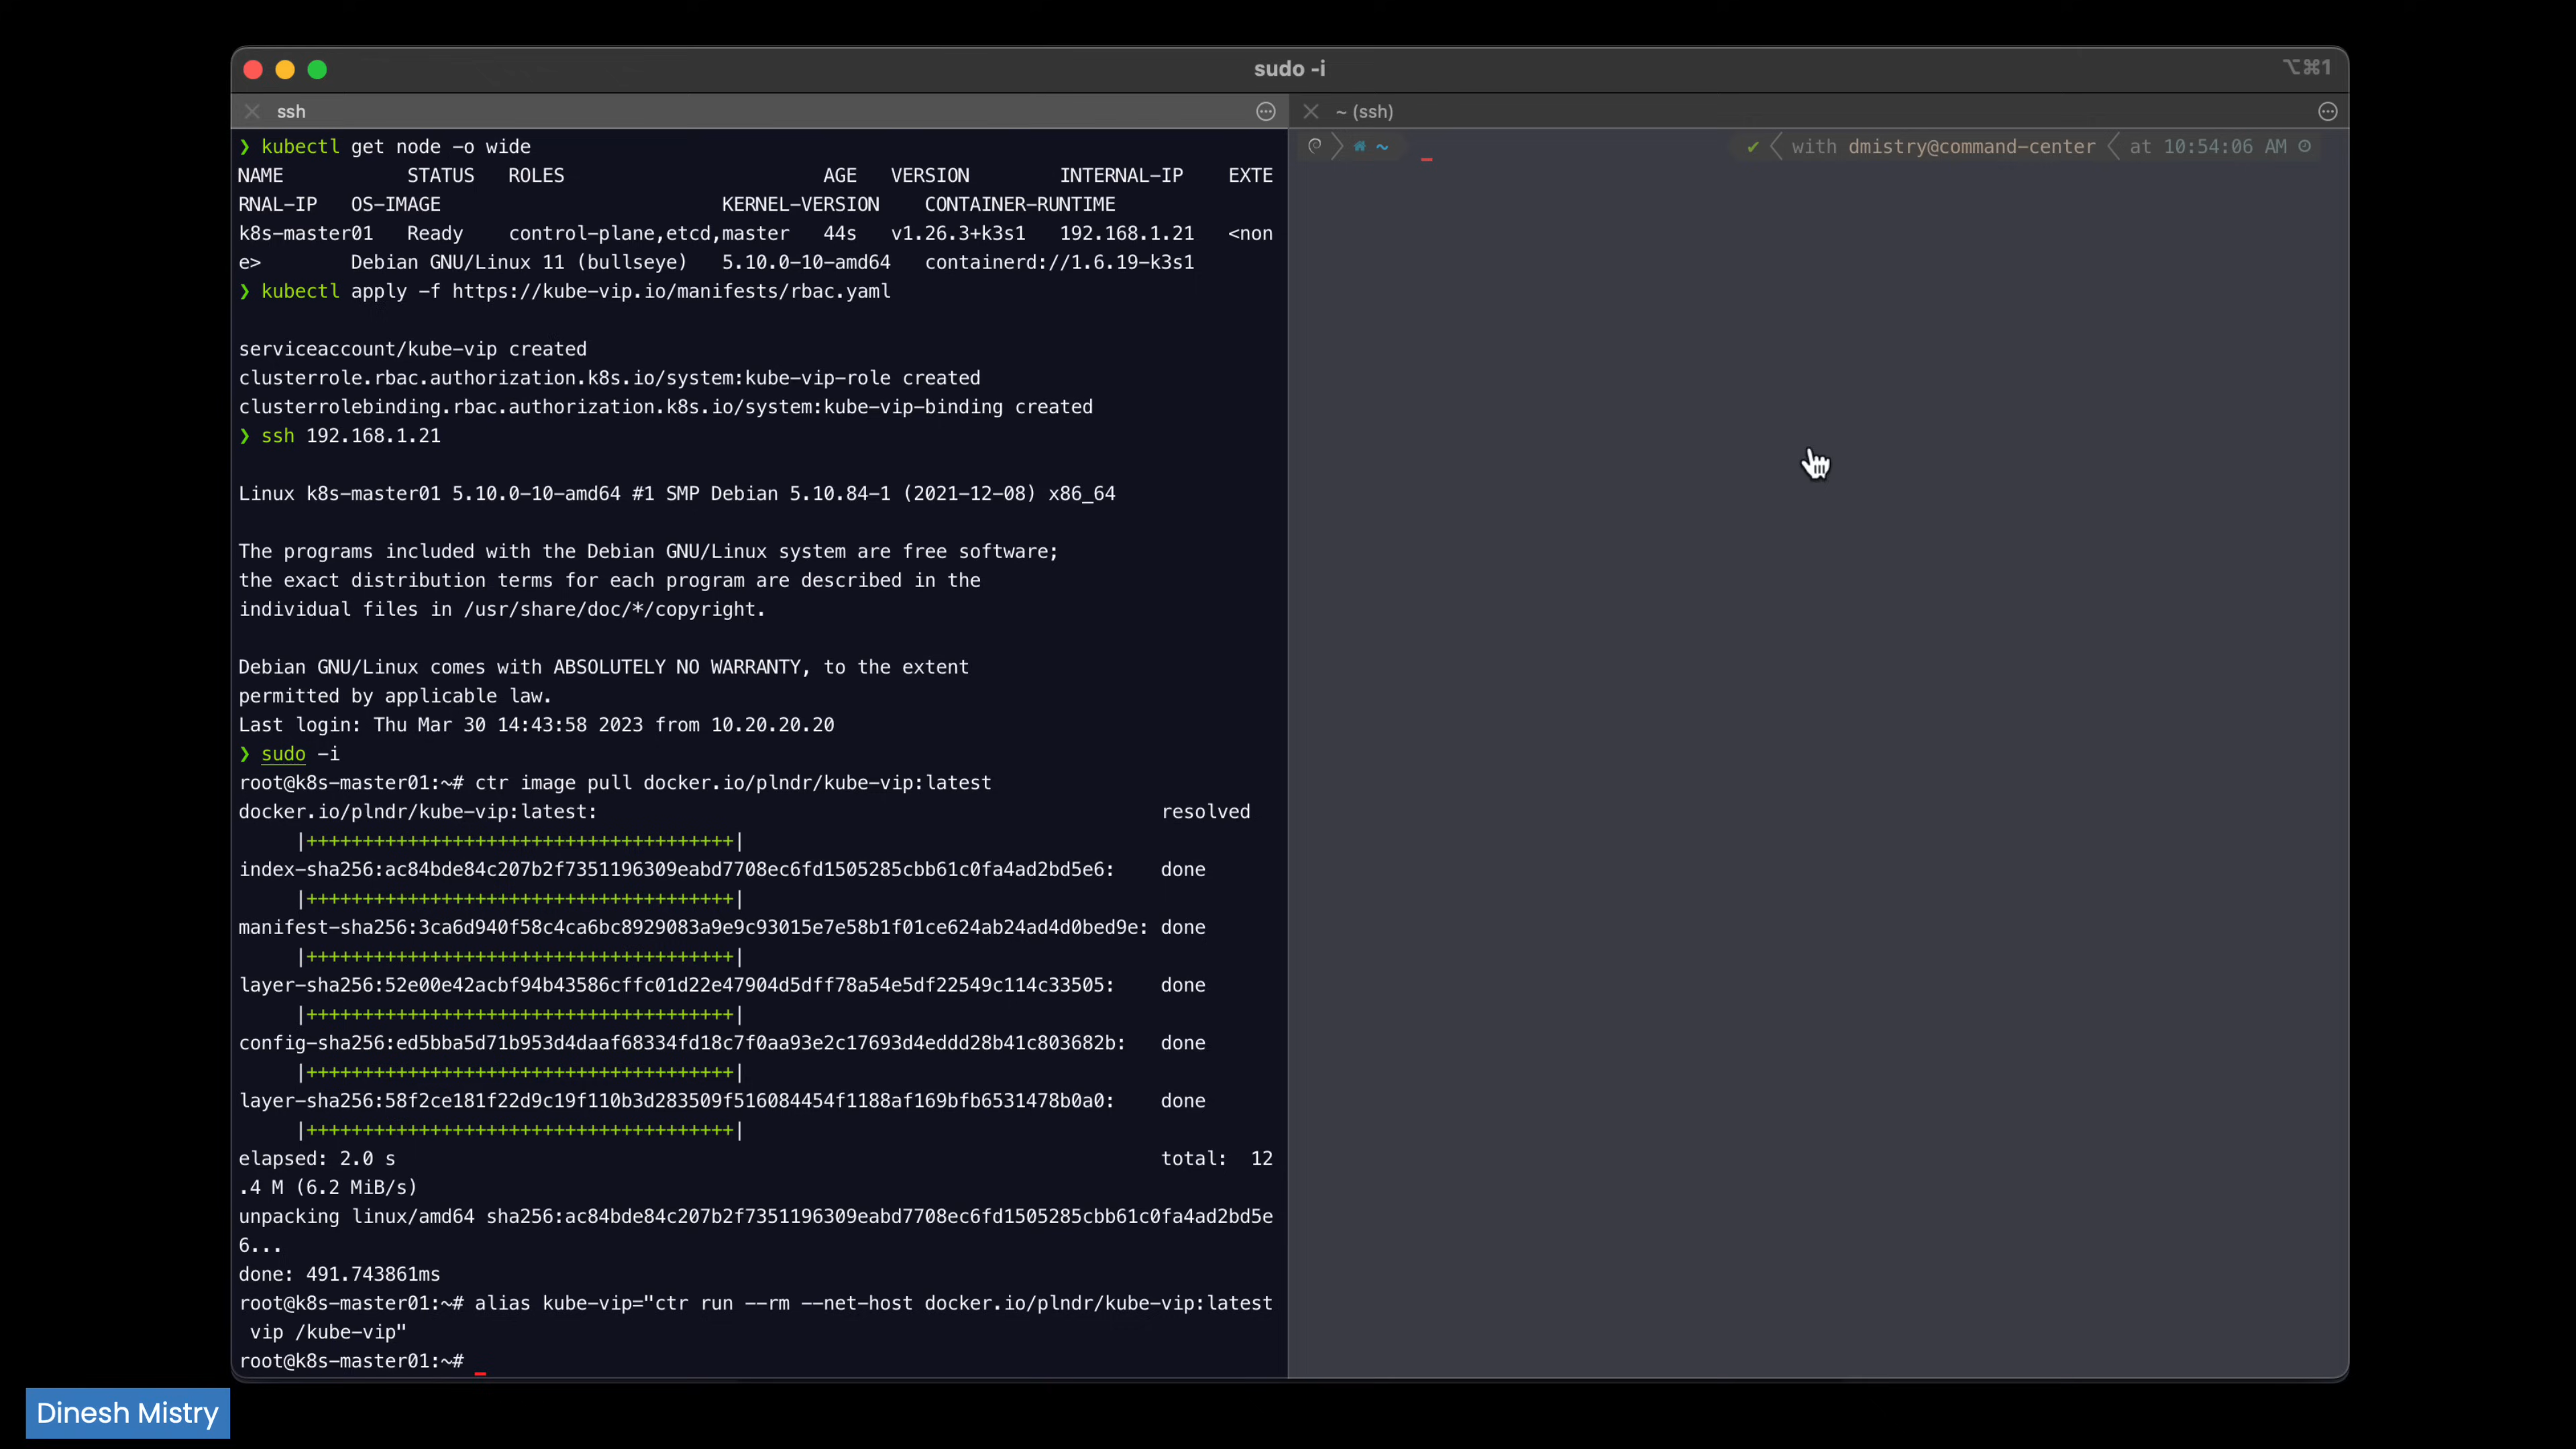 sudo -i
⌥⌘1
ssh
~ (ssh)
❯ kubectl get node -o wide
NAME STATUS ROLES AGE VERSION INTERNAL-IP EXTE
RNAL-IP OS-IMAGE KERNEL-VERSION CONTAINER-RUNTIME
k8s-master01 Ready control-plane,etcd,master 44s v1.26.3+k3s1 192.168.1.21 <non
e> Debian GNU/Linux 11 (bullseye) 5.10.0-10-amd64 containerd://1.6.19-k3s1
❯ kubectl apply -f https://kube-vip.io/manifests/rbac.yaml
serviceaccount/kube-vip created
clusterrole.rbac.authorization.k8s.io/system:kube-vip-role created
clusterrolebinding.rbac.authorization.k8s.io/system:kube-vip-binding created
❯ ssh 192.168.1.21
Linux k8s-master01 5.10.0-10-amd64 #1 SMP Debian 5.10.84-1 (2021-12-08) x86_64
The programs included with the Debian GNU/Linux system are free software;
the exact distribution terms for each program are described in the
individual files in /usr/share/doc/*/copyright.
Debian GNU/Linux comes with ABSOLUTELY NO WARRANTY, to the extent
permitted by applicable law.
Last login: Thu Mar 30 14:43:58 2023 from 10.20.20.20
❯ sudo -i
root@k8s-master01:~# ctr image pull docker.io/plndr/kube-vip:latest
docker.io/plndr/kube-vip:latest: resolved
|++++++++++++++++++++++++++++++++++++++|
index-sha256:ac84bde84c207b2f7351196309eabd7708ec6fd1505285cbb61c0fa4ad2bd5e6: done
|++++++++++++++++++++++++++++++++++++++|
manifest-sha256:3ca6d940f58c4ca6bc8929083a9e9c93015e7e58b1f01ce624ab24ad4d0bed9e: done
|++++++++++++++++++++++++++++++++++++++|
layer-sha256:52e00e42acbf94b43586cffc01d22e47904d5dff78a54e5df22549c114c33505: done
|++++++++++++++++++++++++++++++++++++++|
config-sha256:ed5bba5d71b953d4daaf68334fd18c7f0aa93e2c17693d4eddd28b41c803682b: done
|++++++++++++++++++++++++++++++++++++++|
layer-sha256:58f2ce181f22d9c19f110b3d283509f516084454f1188af169bfb6531478b0a0: done
|++++++++++++++++++++++++++++++++++++++|
elapsed: 2.0 s total: 12
.4 M (6.2 MiB/s)
unpacking linux/amd64 sha256:ac84bde84c207b2f7351196309eabd7708ec6fd1505285cbb61c0fa4ad2bd5e
6...
done: 491.743861ms
root@k8s-master01:~# alias kube-vip="ctr run --rm --net-host docker.io/plndr/kube-vip:latest
vip /kube-vip"
root@k8s-master01:~#
~ ✔ with dmistry@command-center at 10:54:06 AM
Dinesh Mistry